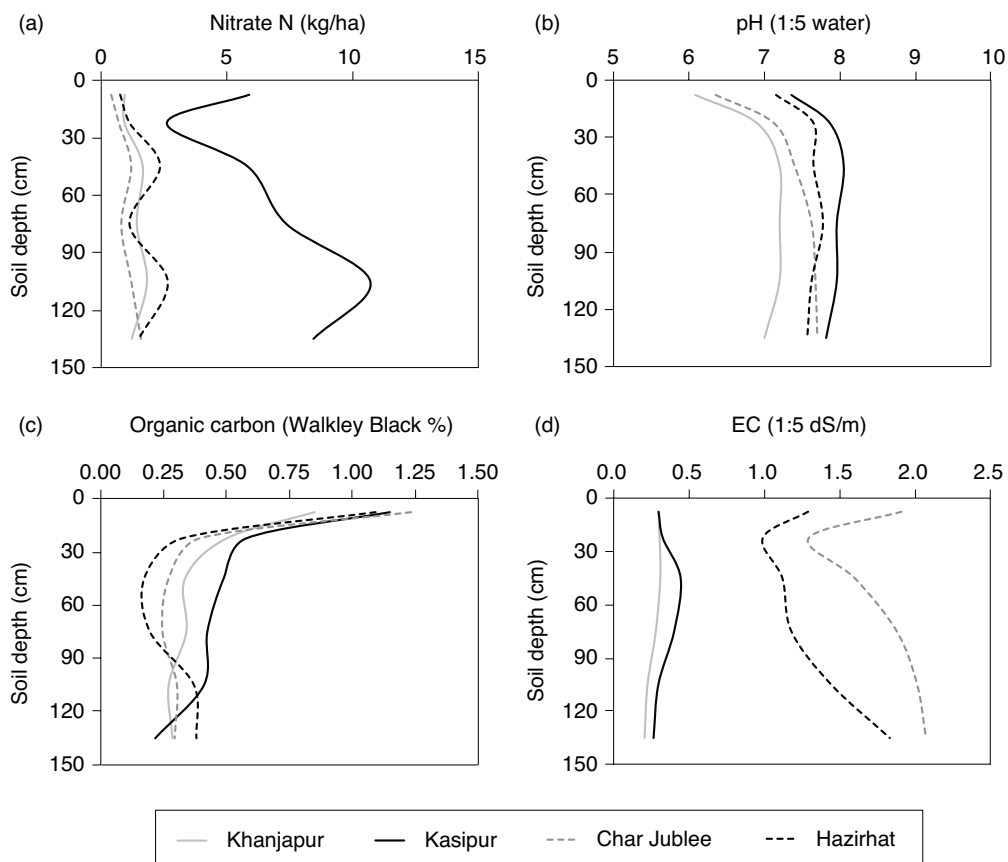 (a) Nitrate N (kg/ha)
0 5 10 15
0
30
60
90
120
150
Soil depth (cm)
(b) pH (1:5 water)
5 6 7 8 9 10
0
30
60
90
120
150
Soil depth (cm)
(c) Organic carbon (Walkley Black %)
0.00 0.25 0.50 0.75 1.00 1.25 1.50
0
30
60
90
120
150
Soil depth (cm)
(d) EC (1:5 dS/m)
0.0 0.5 1.0 1.5 2.0 2.5
0
30
60
90
120
150
Soil depth (cm)
Khanjapur Kasipur Char Jublee Hazirhat